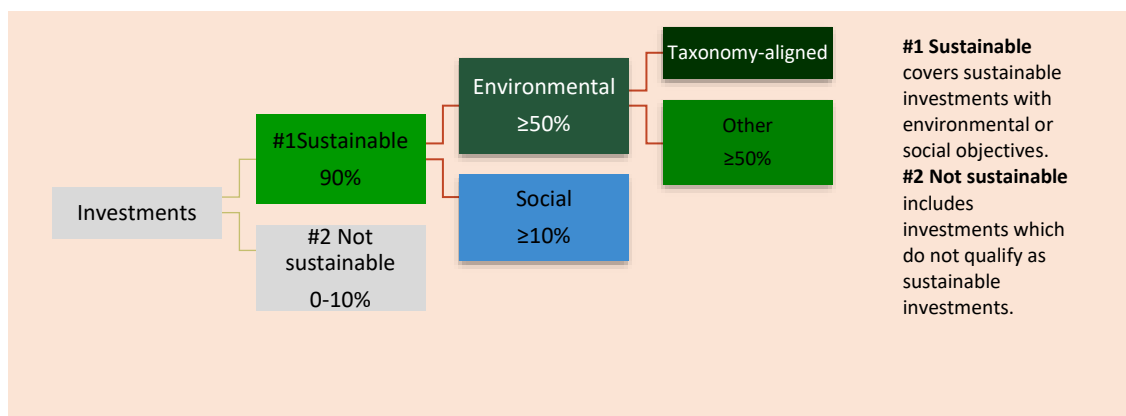 Investments
#1Sustainable
90%
#2 Not
sustainable
0-10%
Environmental
≥50%
Social
≥10%
Taxonomy-aligned
Other
≥50%
#1 Sustainable
covers sustainable
investments with
environmental or
social objectives.
#2 Not sustainable
includes
investments which
do not qualify as
sustainable
investments.